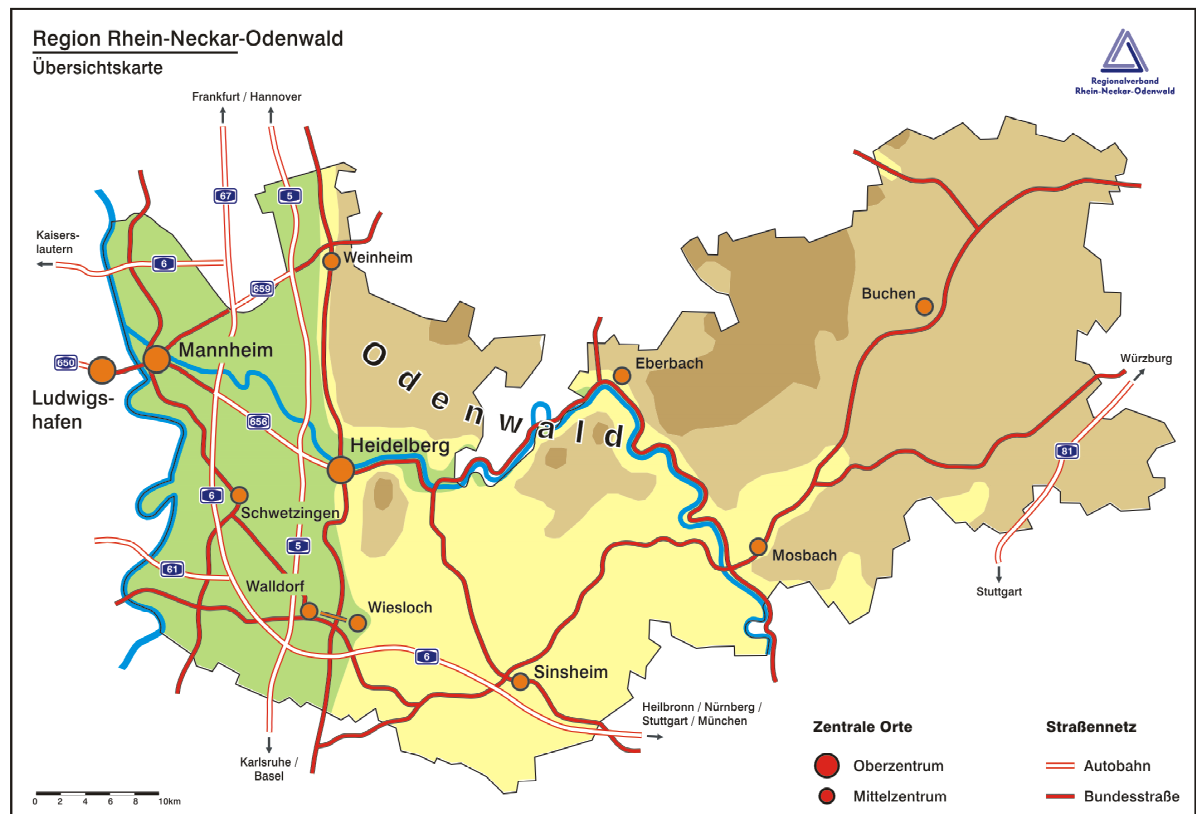 Region Rhein-Neckar-Odenwald
Übersichtskarte
Regionalverband
Rhein-Neckar-Odenwald
Frankfurt / Hannover
67
5
Kaisers-
lautern
6
659
Weinheim
Buchen
650
Mannheim
Ludwigs-
hafen
Odenwald
Eberbach
Würzburg
656
Heidelberg
81
6
Schwetzingen
5
Mosbach
61
Walldorf
Wiesloch
Stuttgart
6
Sinsheim
Heilbronn / Nürnberg /
Stuttgart / München
Karlsruhe /
Basel
Zentrale Orte
Straßennetz
Oberzentrum
Autobahn
Mittelzentrum
Bundesstraße
0 2 4 6 8 10km